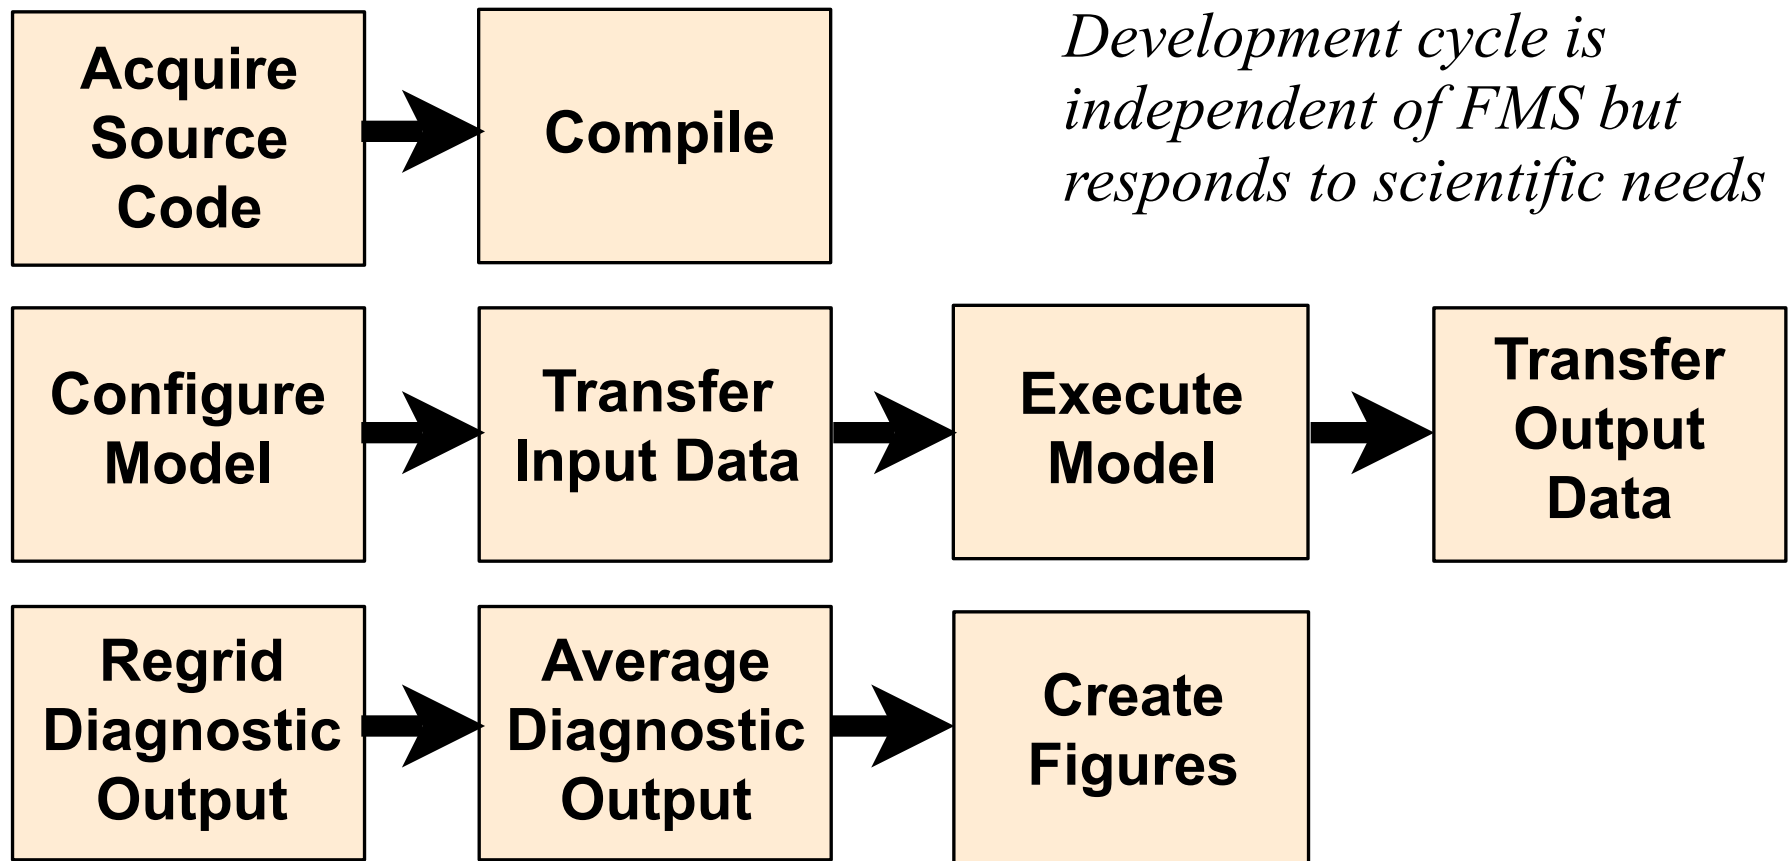 Acquire
Source
Code
Compile
Development cycle is
independent of FMS but
responds to scientific needs
Configure
Model
Transfer
Input Data
Execute
Model
Transfer
Output
Data
Regrid
Diagnostic
Output
Average
Diagnostic
Output
Create
Figures